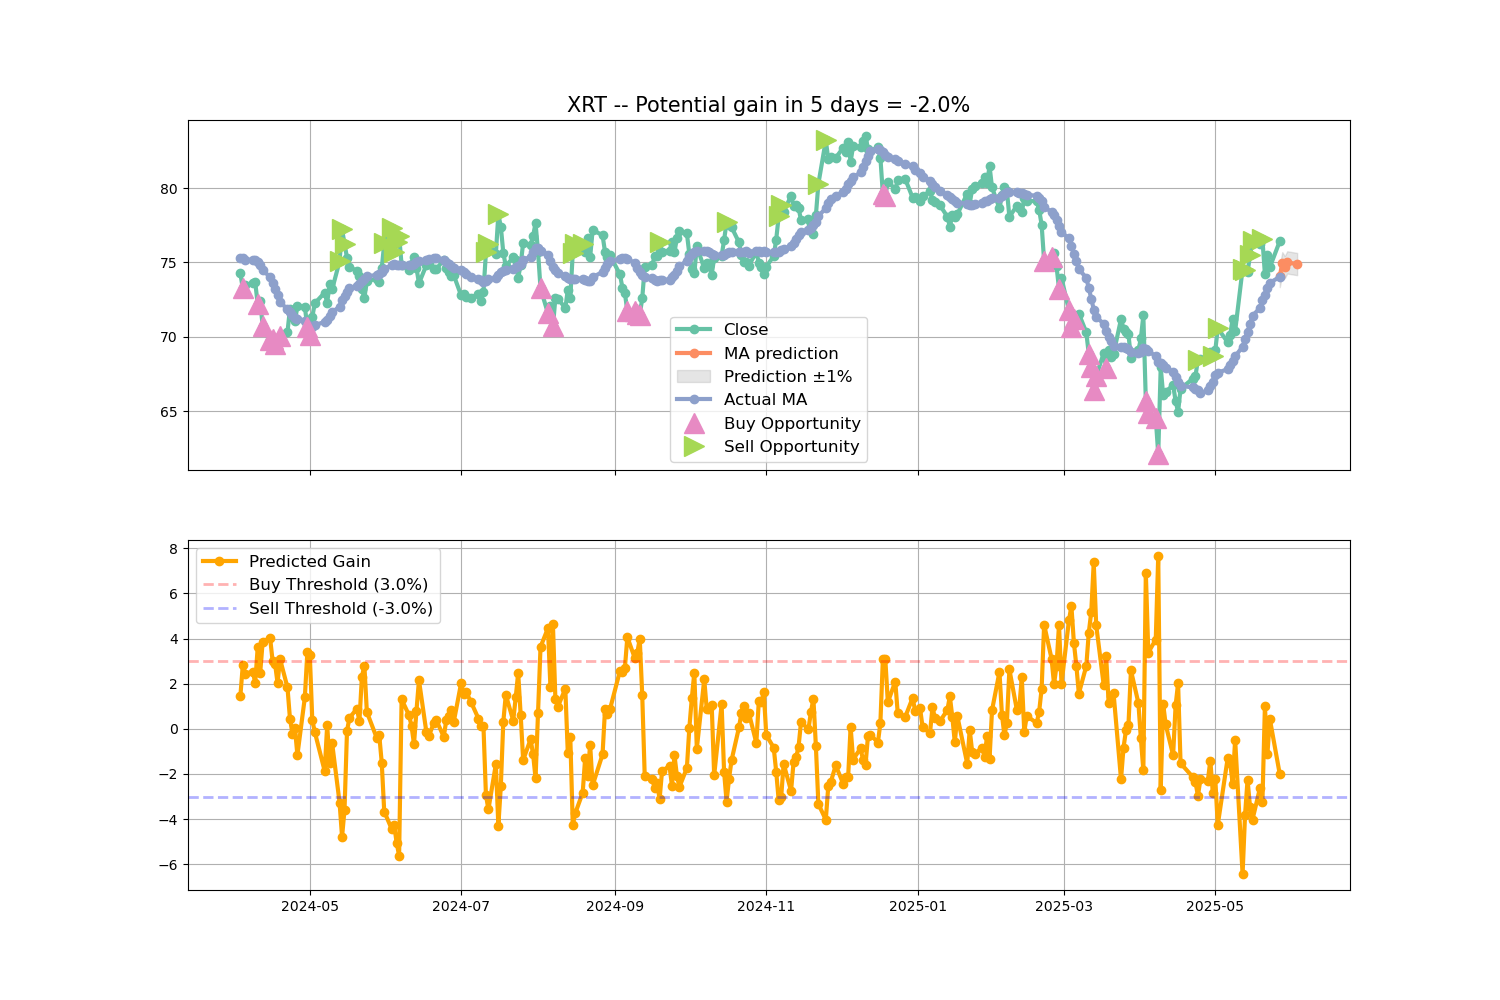 XRT -- Potential gain in 5 days = -2.0%
80
75
70
65
Close
MA prediction
Prediction ±1%
Actual MA
Buy Opportunity
Sell Opportunity
8
6
4
2
0
−2
−4
−6
Predicted Gain
Buy Threshold (3.0%)
Sell Threshold (-3.0%)
2024-05
2024-07
2024-09
2024-11
2025-01
2025-03
2025-05